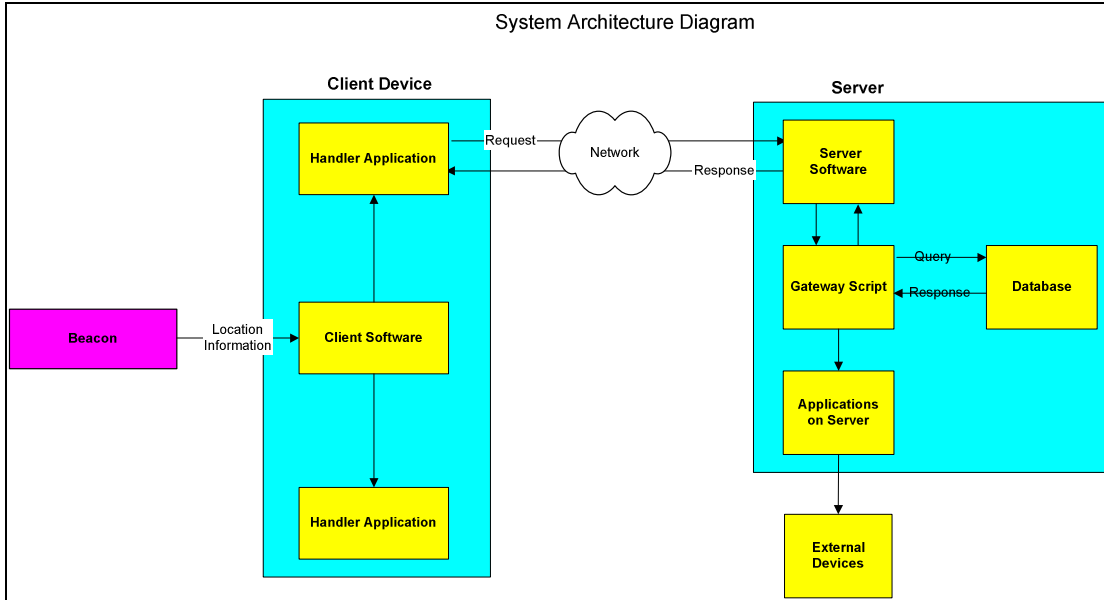 System Architecture Diagram
Client Device
Server
Handler Application
Request
Network
Response
Server
Software
Gateway Script
Query
Response
Database
Beacon
Location
Information
Client Software
Applications
on Server
Handler Application
External
Devices